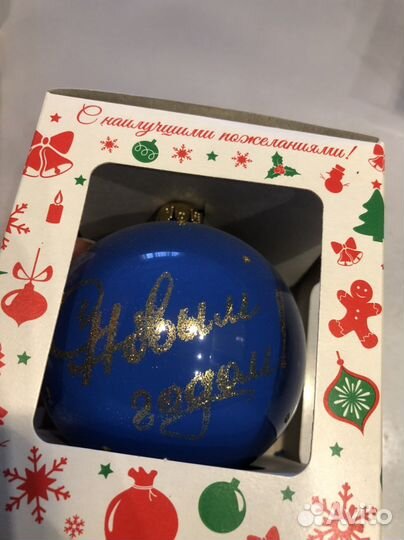 С наилучшими пожеланиями!
С Новым
годом!
Avito